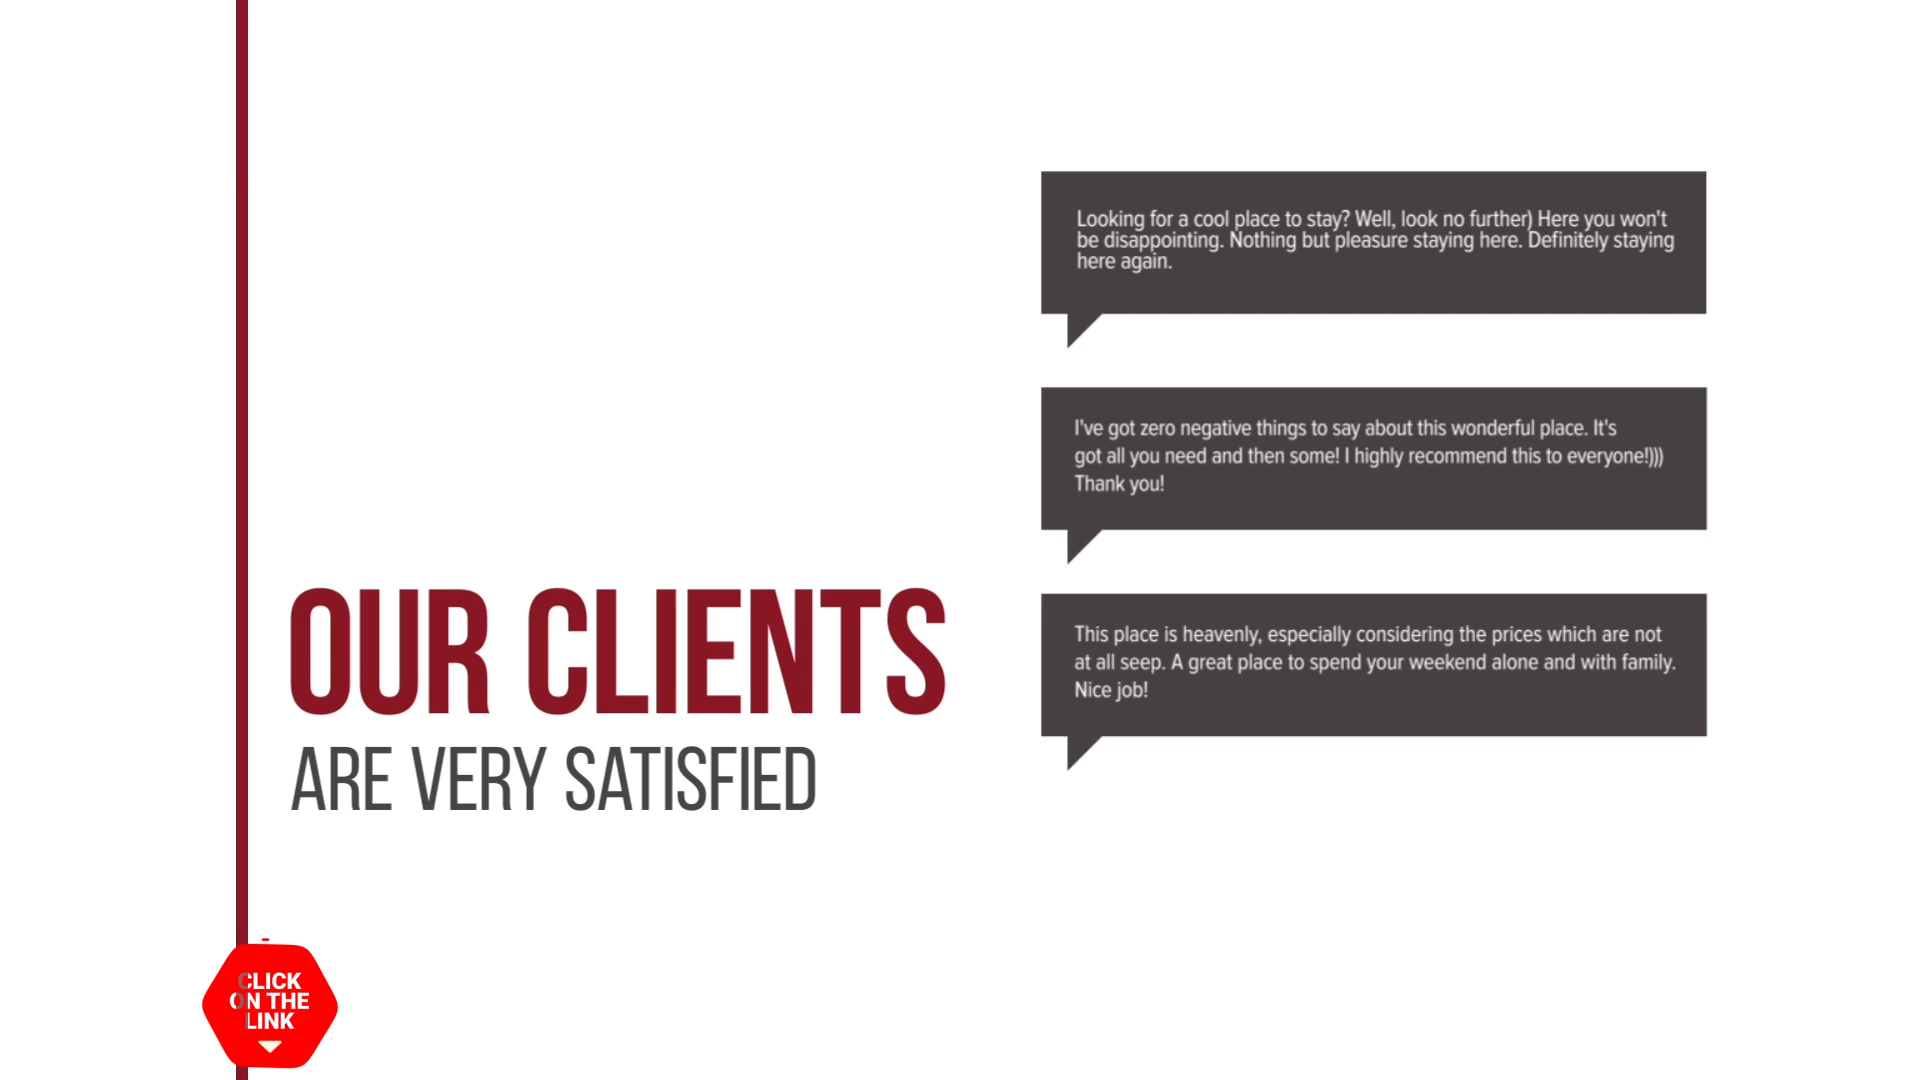 Looking for a cool place to stay? Well, look no further) Here you won't
be disappointing. Nothing but pleasure staying here. Definitely staying
here again.
I've got zero negative things to say about this wonderful place. It's
got all you need and then some! I highly recommend this to everyone!)))
Thank you!
This place is heavenly, especially considering the prices which are not
at all seep. A great place to spend your weekend alone and with family.
Nice job!
OUR CLIENTS
ARE VERY SATISFIED
CLICK
ON THE
LINK